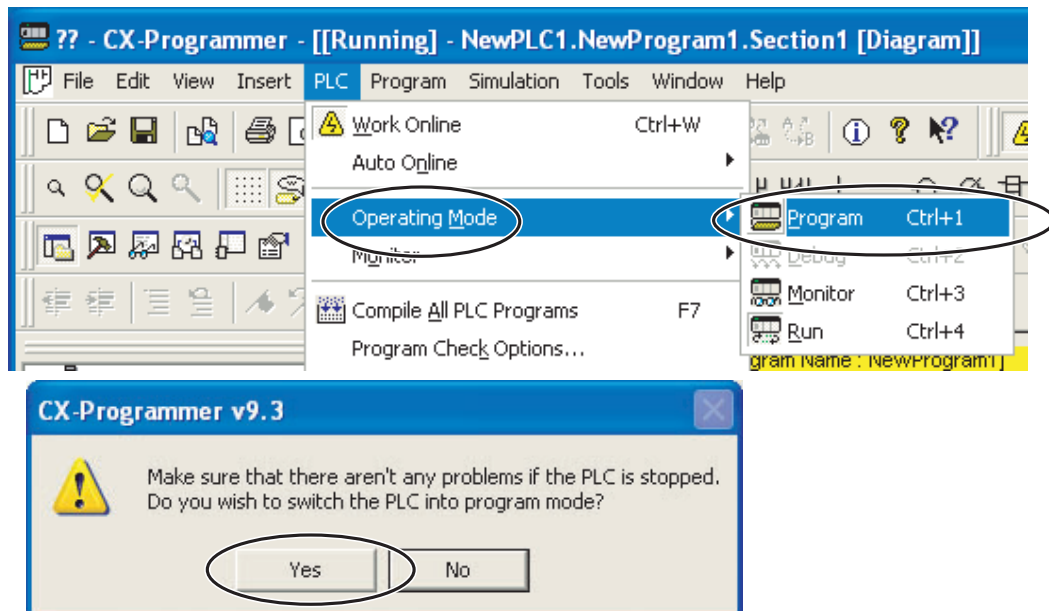 ?? - CX-Programmer - [[Running] - NewPLC1.NewProgram1.Section1 [Diagram]]
File Edit View Insert PLC Program Simulation Tools Window Help
Work Online Ctrl+W
Auto Online
Operating Mode
Program Ctrl+1
Monitor
Debug Ctrl+2
Compile All PLC Programs F7
Monitor Ctrl+3
Program Check Options...
Run Ctrl+4
gram Name : NewProgram1]
CX-Programmer v9.3
Make sure that there aren't any problems if the PLC is stopped.
Do you wish to switch the PLC into program mode?
Yes No